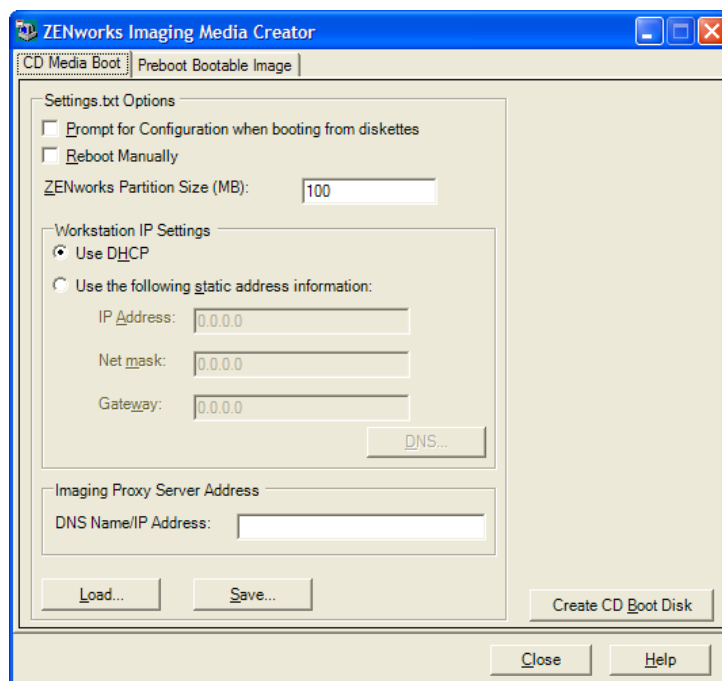 ZENworks Imaging Media Creator
CD Media Boot
Preboot Bootable Image
Settings.txt Options
Prompt for Configuration when booting from diskettes
Reboot Manually
ZENworks Partition Size (MB): 100
Workstation IP Settings
Use DHCP
Use the following static address information:
IP Address: 0.0.0.0
Net mask: 0.0.0.0
Gateway: 0.0.0.0
DNS...
Imaging Proxy Server Address
DNS Name/IP Address:
Load... Save...
Create CD Boot Disk
Close Help